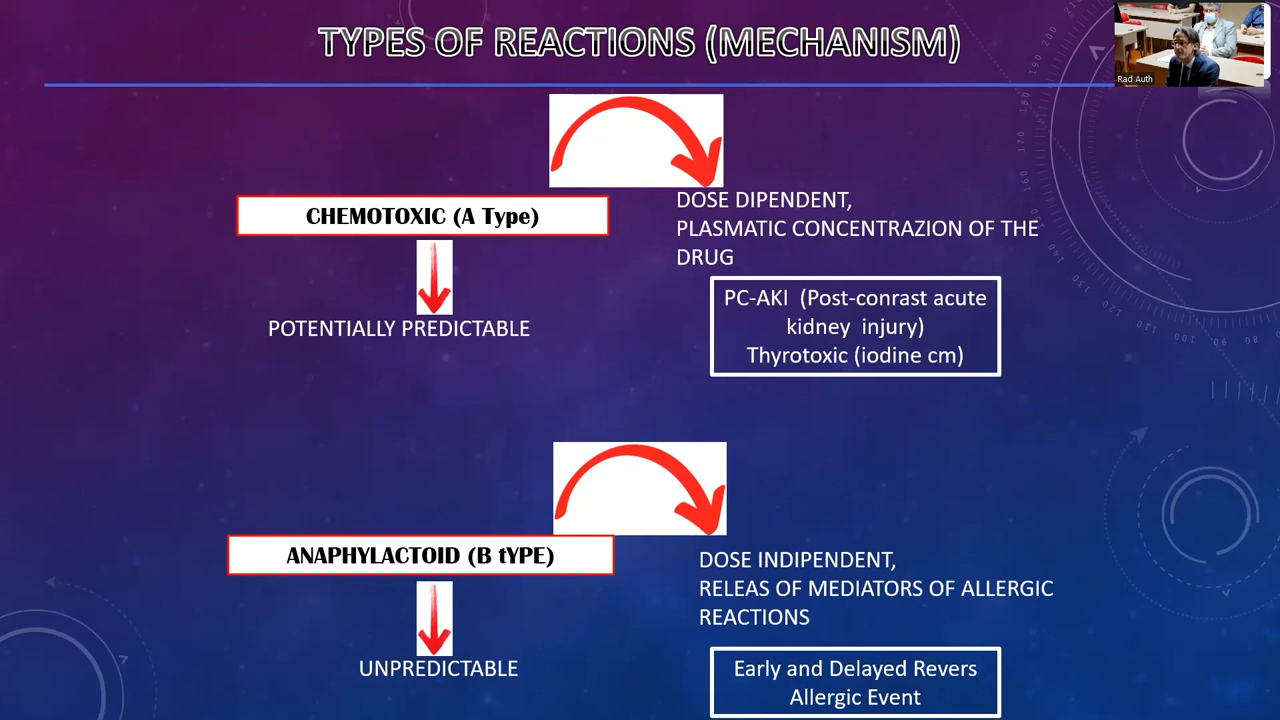 TYPES OF REACTIONS (MECHANISM)
Rad Auth
CHEMOTOXIC (A Type)
DOSE DIPENDENT,
PLASMATIC CONCENTRAZION OF THE
DRUG
POTENTIALLY PREDICTABLE
PC-AKI (Post-conrast acute
kidney injury)
Thyrotoxic (iodine cm)
ANAPHYLACTOID (B tYPE)
DOSE INDIPENDENT,
RELEAS OF MEDIATORS OF ALLERGIC
REACTIONS
UNPREDICTABLE
Early and Delayed Revers
Allergic Event